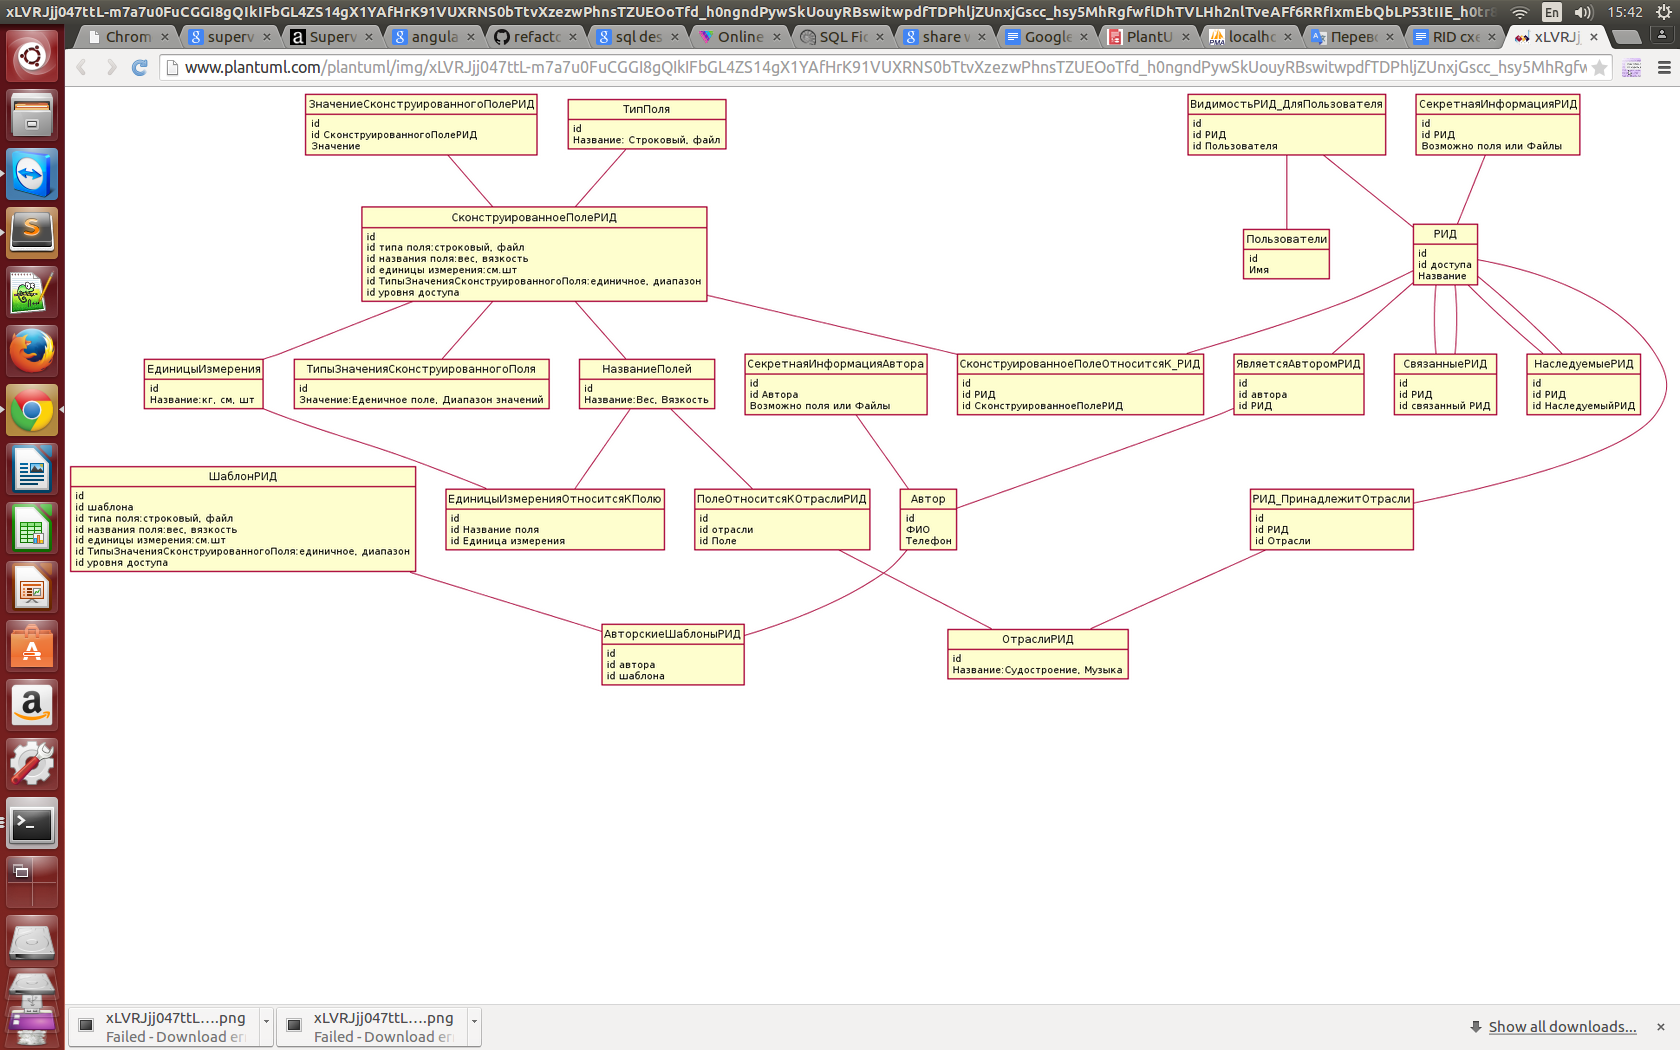 xLVRJjj047ttL-m7a7u0FuCGGI8gQIkIFbGL4ZS14gX1YAfHrK91VUXRNS0bTtvXzezwPhnsTZUEOoTfd_h0ngndPywSkUouyRBswitwpdfTDPhljZUnxjGscc_hsy5MhRgfwflDhTVLHh2nlTveAFf6RRfIxmEbQbLP53tIIE_h0tr8
En
15:42
Chrom
superv
Superv
angula
refacto
sql des
Online
SQL Fic
share w
Google
PlantU
localho
Перево
RID схе
xLVRJj
www.plantuml.com/plantuml/img/xLVRJjj047ttL-m7a7u0FuCGGI8gQIkIFbGL4ZS14gX1YAfHrK91VUXRNS0bTtvXzezwPhnsTZUEOoTfd_h0ngndPywSkUouyRBswitwpdfTDPhljZUnxjGscc_hsy5MhRgfw
ЗначениеСконструированногоПолеРИД
id
id СконструированногоПолеРИД
Значение
ТипПоля
id
Название: Строковый, файл
ВидимостьРИД_ДляПользователя
id
id РИД
id Пользователя
СекретнаяИнформацияРИД
id
id РИД
Возможно поля или Файлы
СконструированноеПолеРИД
id
id типа поля:строковый, файл
id названия поля:вес, вязкость
id единицы измерения:см.шт
id ТипыЗначенияСконструированногоПоля:единичное, диапазон
id уровня доступа
Пользователи
id
Имя
РИД
id
id доступа
Название
ЕдиницыИзмерения
id
Название:кг, см, шт
ТипыЗначенияСконструированногоПоля
id
Значение:Еденичное поле, Диапазон значений
НазваниеПолей
id
Название:Вес, Вязкость
СекретнаяИнформацияАвтора
id
id Автора
Возможно поля или Файлы
СконструированноеПолеОтноситсяК_РИД
id
id РИД
id СконструированноеПолеРИД
ЯвляетсяАвторомРИД
id
id автора
id РИД
СвязанныеРИД
id
id РИД
id связанный РИД
НаследуемыеРИД
id
id РИД
id НаследуемыйРИД
ШаблонРИД
id
id шаблона
id типа поля:строковый, файл
id названия поля:вес, вязкость
id единицы измерения:см.шт
id ТипыЗначенияСконструированногоПоля:единичное, диапазон
id уровня доступа
ЕдиницыИзмеренияОтноситсяКПолю
id
id Название поля
id Единица измерения
ПолеОтноситсяКОтраслиРИД
id
id отрасли
id Поле
Автор
id
ФИО
Телефон
РИД_ПринадлежитОтрасли
id
id РИД
id Отрасли
АвторскиеШаблоныРИД
id
id автора
id шаблона
ОтраслиРИД
id
Название:Судостроение, Музыка
xLVRJjj047ttL-....png
Failed - Download er
xLVRJjj047ttL-....png
Failed - Download er
Show all downloads...